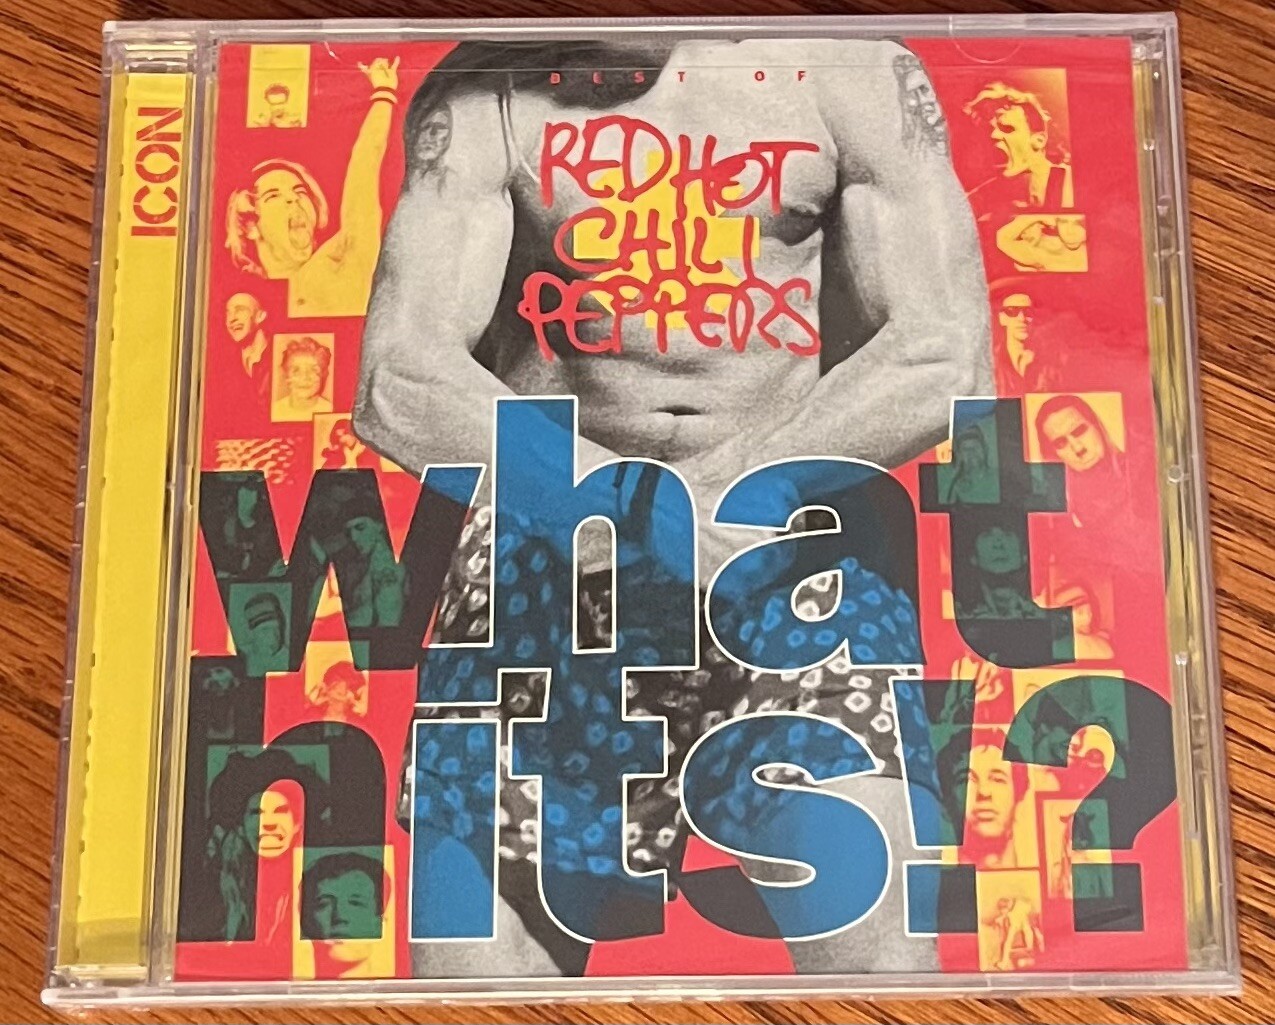 ICON
BEST OF
RED HOT
CHILI
PEPPERS
what
hits!?